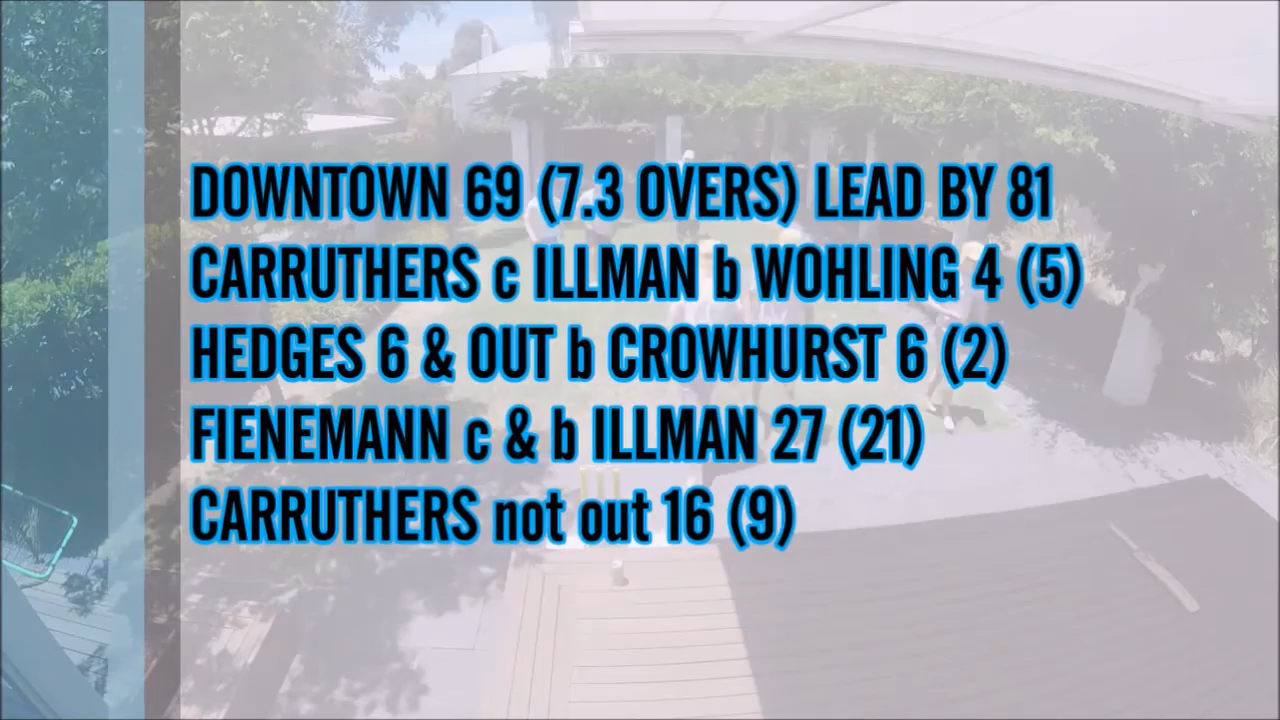 DOWNTOWN 69 (7.3 OVERS) LEAD BY 81
CARRUTHERS c ILLMAN b WOHLING 4 (5)
HEDGES 6 & OUT b CROWHURST 6 (2)
FIENEMANN c & b ILLMAN 27 (21)
CARRUTHERS not out 16 (9)